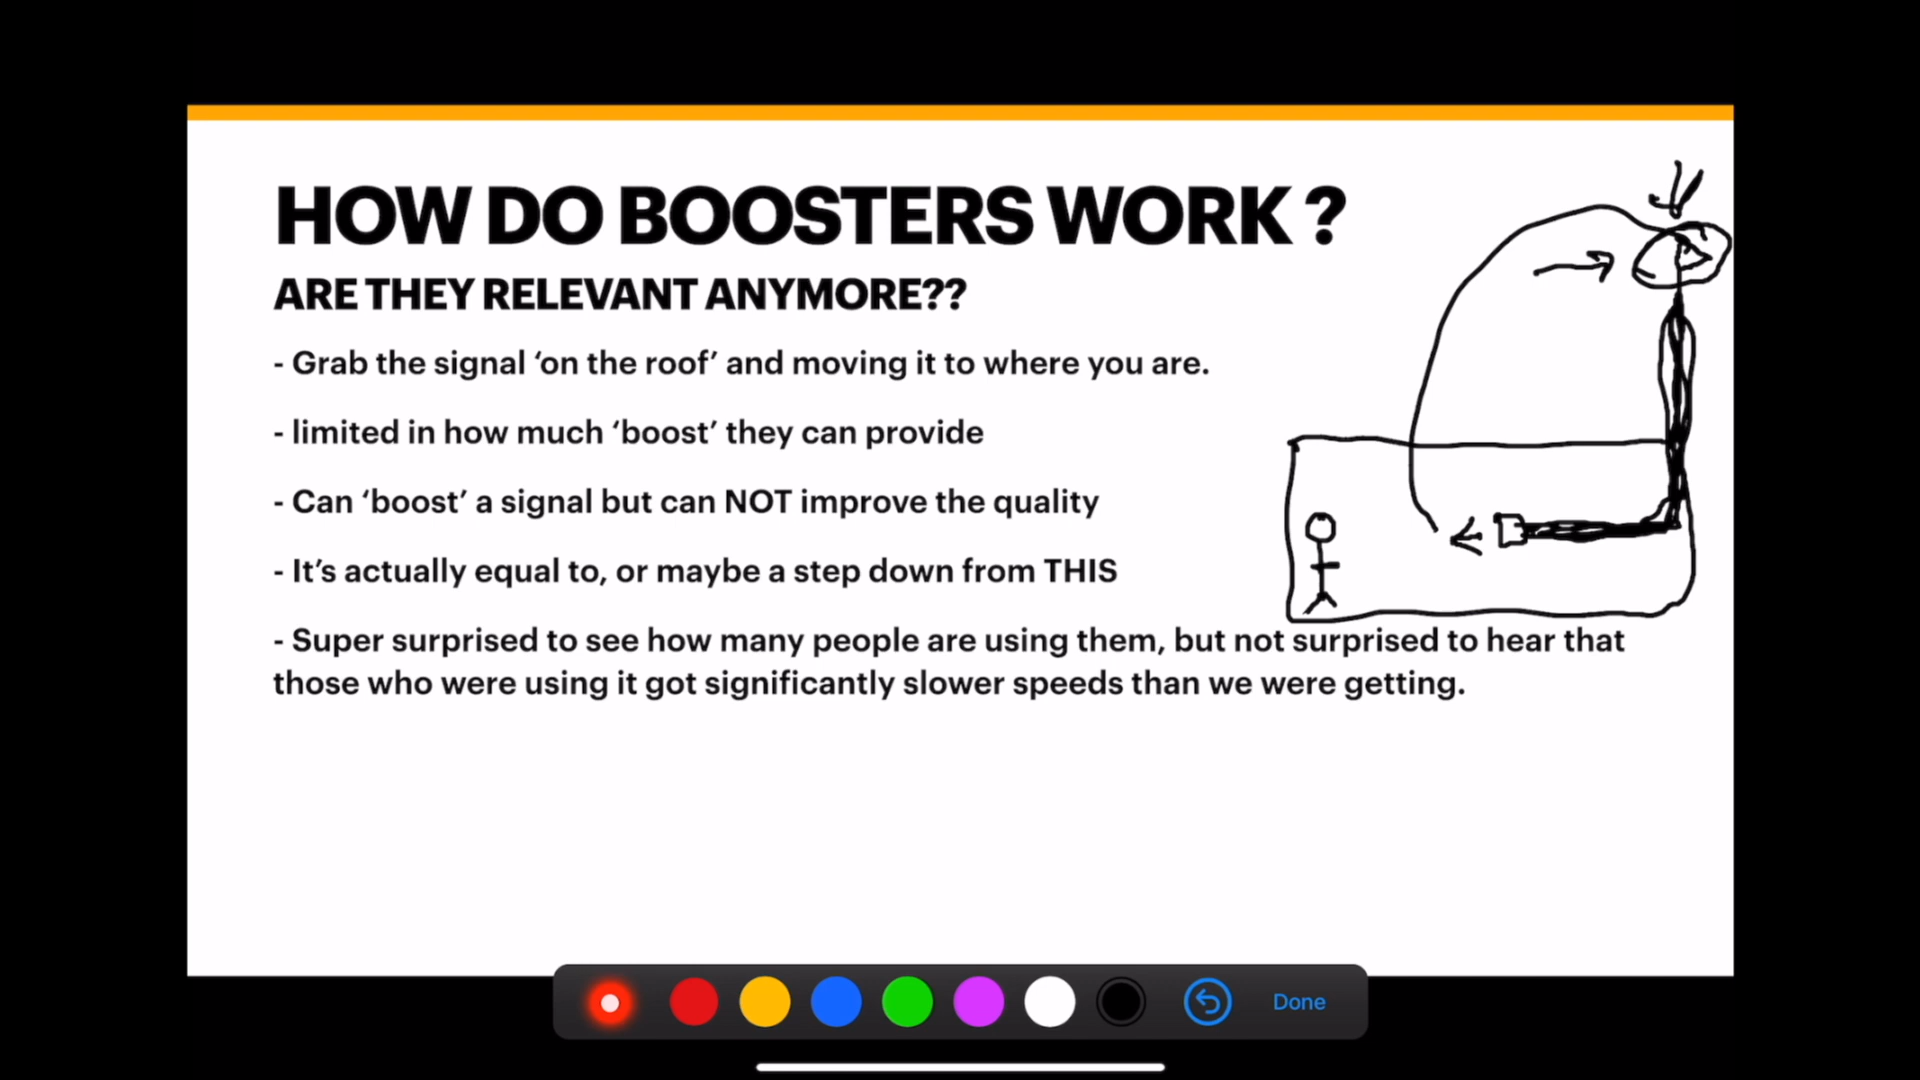 HOW DO BOOSTERS WORK ?
ARE THEY RELEVANT ANYMORE??
- Grab the signal ‘on the roof’ and moving it to where you are.
- limited in how much ‘boost’ they can provide
- Can ‘boost’ a signal but can NOT improve the quality
- It’s actually equal to, or maybe a step down from THIS
- Super surprised to see how many people are using them, but not surprised to hear that
those who were using it got significantly slower speeds than we were getting.
Done